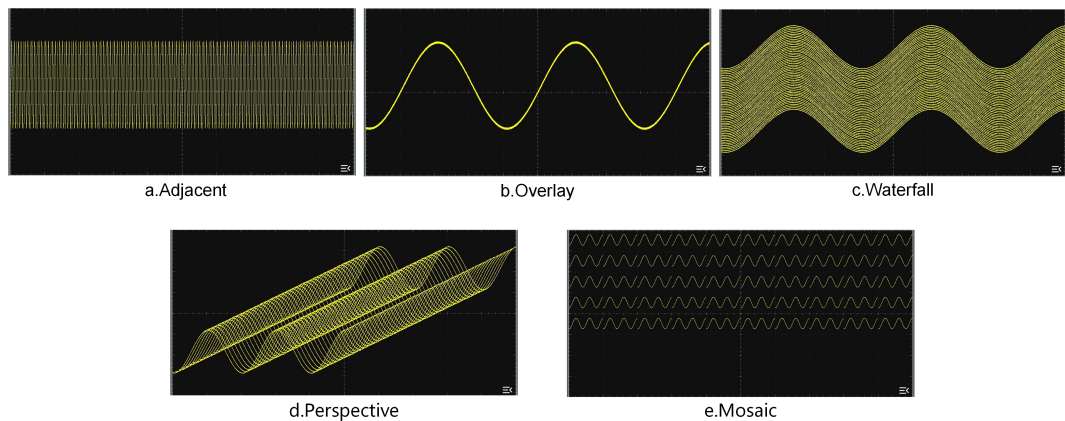 a.Adjacent
b.Overlay
c.Waterfall
d.Perspective
e.Mosaic